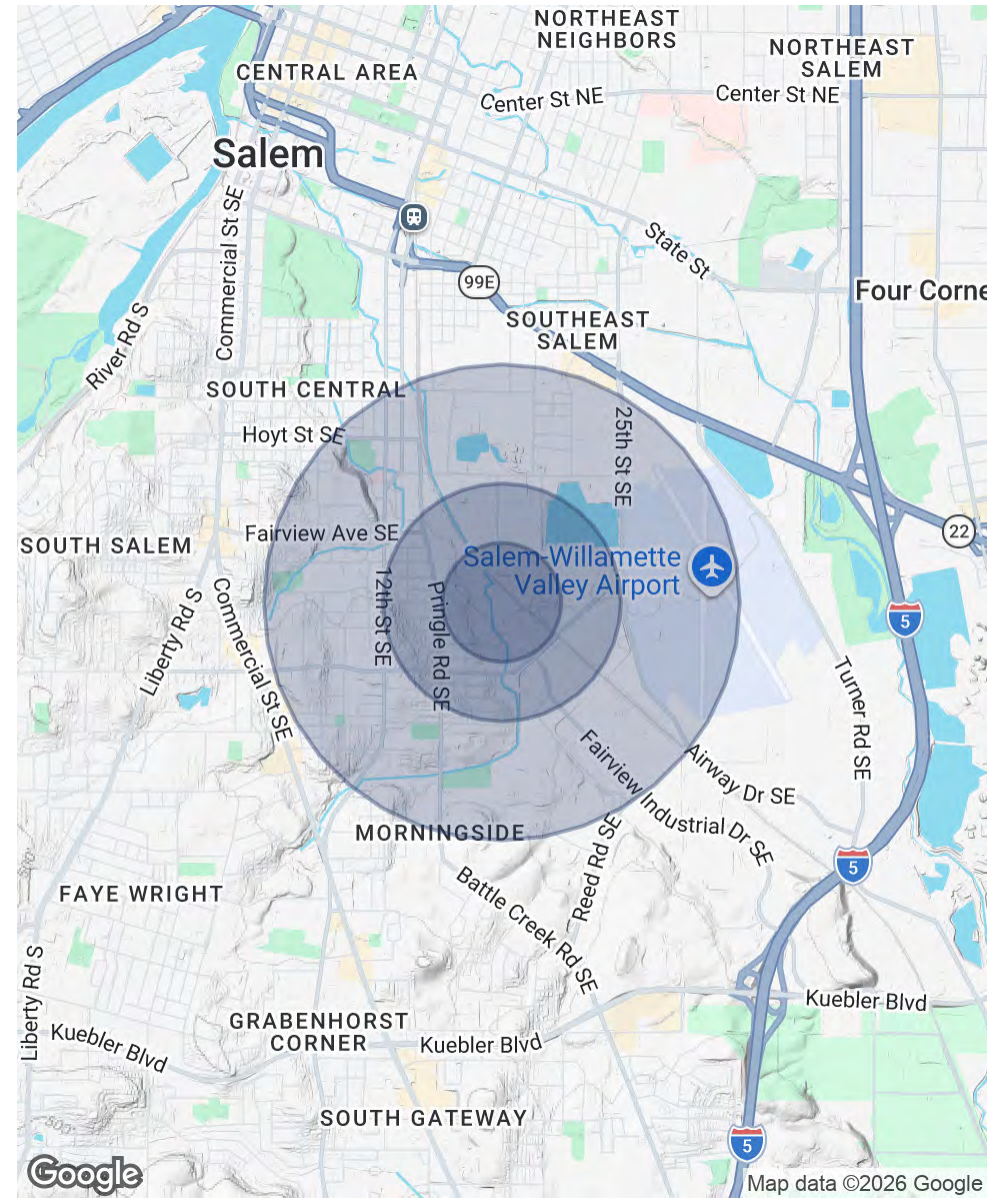 NORTHEAST
NEIGHBORS
NORTHEAST
SALEM
CENTRAL AREA
Center St NE
Center St NE
Salem
Commercial St SE
State St
99E
Four Corne
SOUTHEAST
SALEM
River Rd S
SOUTH CENTRAL
Hoyt St SE
25th St SE
Fairview Ave SE
22
SOUTH SALEM
Salem-Willamette
Valley Airport
12th St SE
Pringle Rd SE
5
Liberty Rd S
Commercial St SE
Turner Rd SE
Airway Dr SE
Fairview Industrial Dr SE
MORNINGSIDE
5
Reed Rd SE
FAYE WRIGHT
Battle Creek Rd SE
Liberty Rd S
Kuebler Blvd
GRABENHORST
CORNER
Kuebler Blvd
Kuebler Blvd
SOUTH GATEWAY
5
Google
Map data ©2026 Google